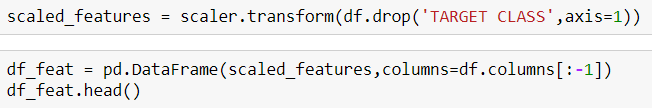 scaled_features = scaler.transform(df.drop('TARGET CLASS',axis=1))
df_feat = pd.DataFrame(scaled_features,columns=df.columns[:-1])
df_feat.head()